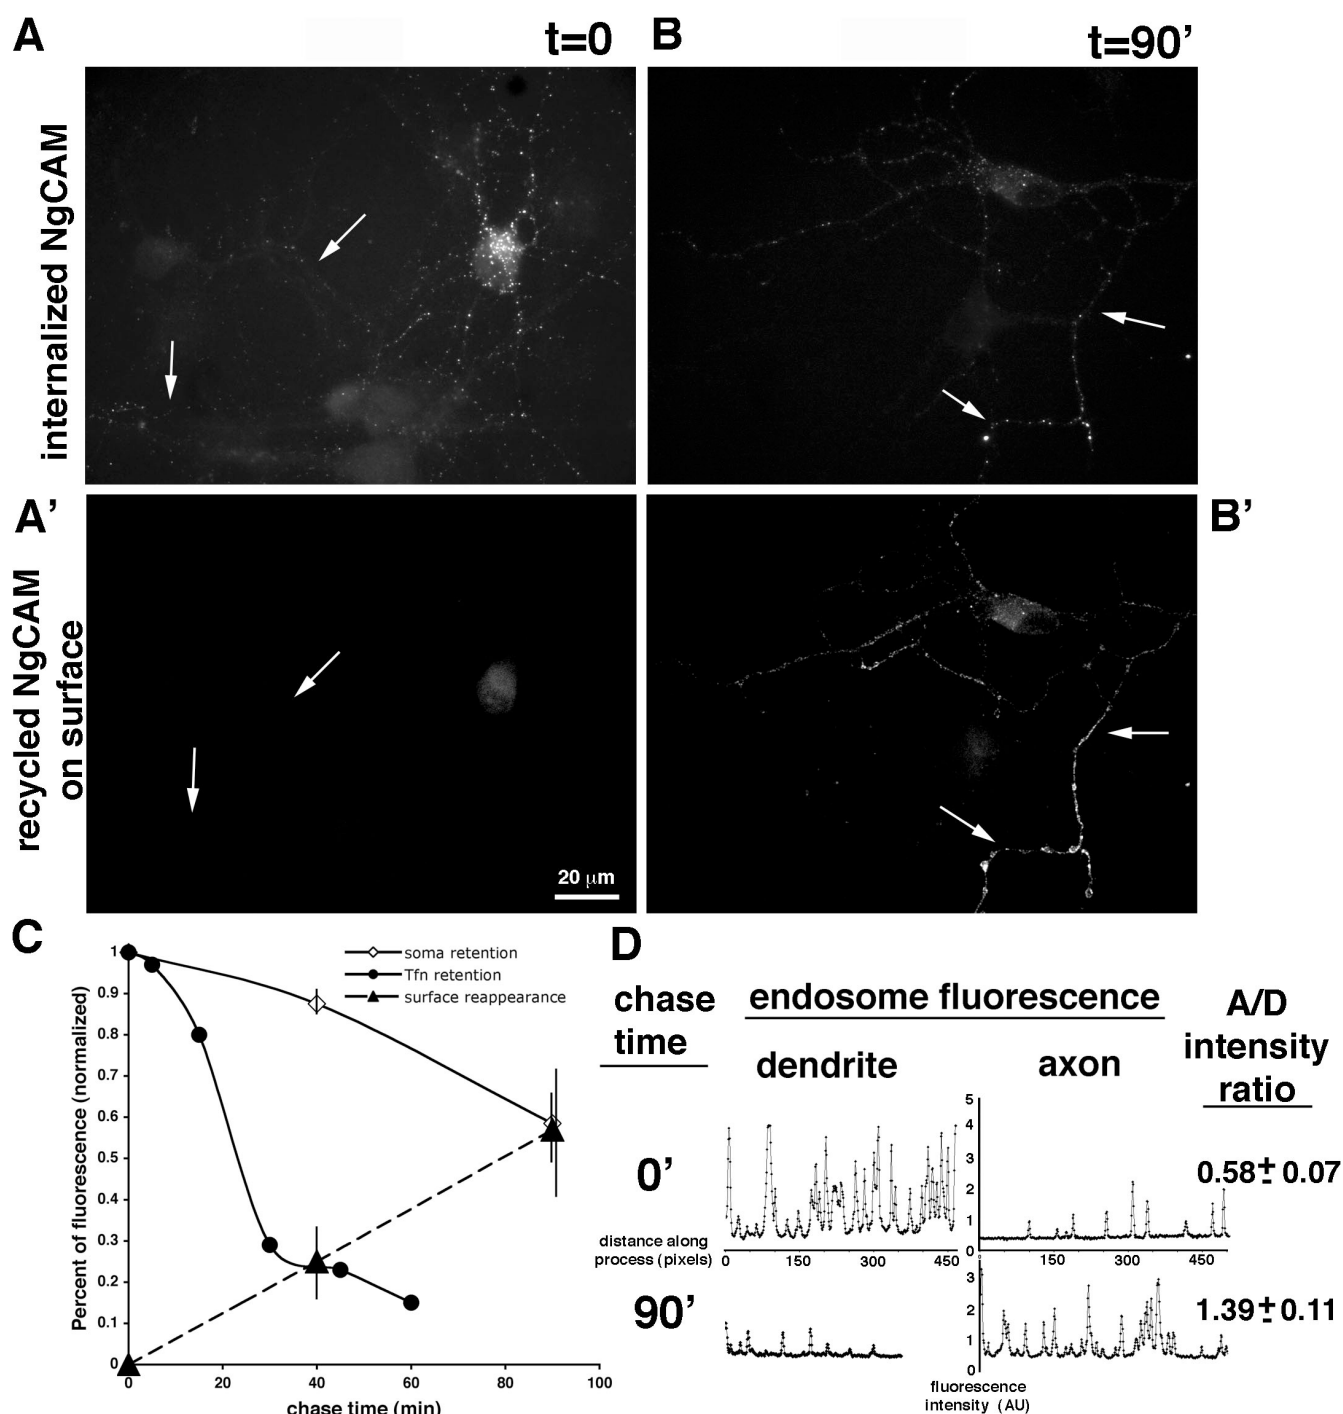 A
t=0
B
t=90’
internalized NgCAM
A’
B’
recycled NgCAM
on surface
20 μm
C
1
0.9
0.8
0.7
0.6
0.5
0.4
0.3
0.2
0.1
0
0
20
40
60
80
100
Percent of fluorescence (normalized)
chase time (min)
soma retention
Tfn retention
surface reappearance
D
chase
time
endosome fluorescence
dendrite
axon
A/D
intensity
ratio
0’
5
4
3
2
1
0
0.58 ± 0.07
distance along
process (pixels)
0
150
300
450
150
300
450
90’
3
2
1
0
1.39 ± 0.11
fluorescence
intensity (AU)